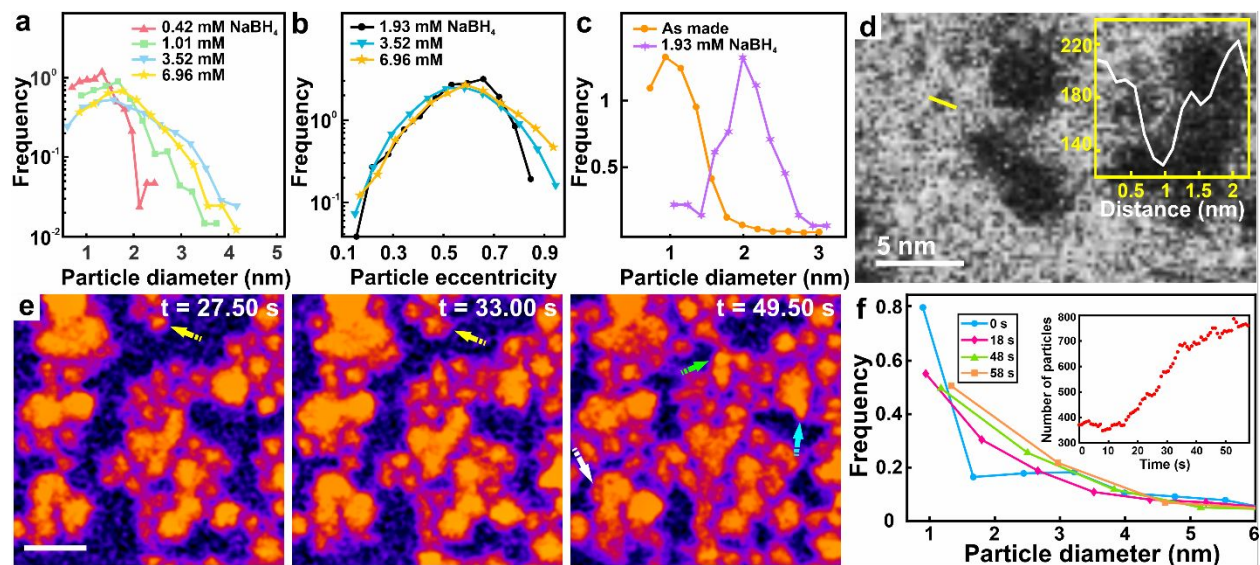 a
0.42 mM NaBH₄
1.01 mM
3.52 mM
6.96 mM
Frequency
10⁰
10⁻¹
10⁻²
1 2 3 4 5
Particle diameter (nm)
b
1.93 mM NaBH₄
3.52 mM
6.96 mM
Frequency
10⁰
10⁻¹
10⁻²
0.1 0.3 0.5 0.7 0.9
Particle eccentricity
c
As made
1.93 mM NaBH₄
Frequency
1
0.5
1 2 3
Particle diameter (nm)
d
220
180
140
0.5 1 1.5 2
Distance (nm)
5 nm
e
t = 27.50 s
t = 33.00 s
t = 49.50 s
f
0 s
18 s
48 s
58 s
Frequency
0.8
0.6
0.4
0.2
0
1 2 3 4 5 6
Particle diameter (nm)
Number of particles
800
700
600
500
400
300
0 10 20 30 40 50
Time (s)